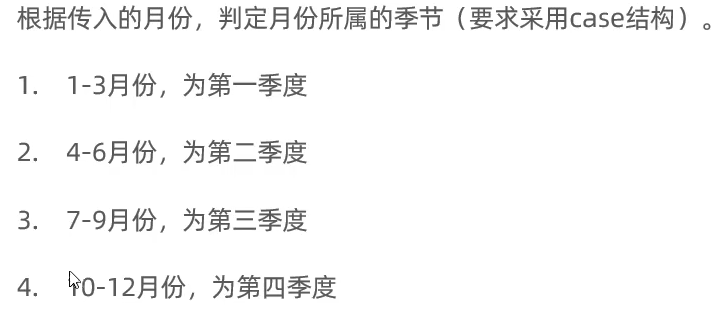 根据传入的月份，判定月份所属的季节（要求采用case结构）。
1. 1-3月份，为第一季度
2. 4-6月份，为第二季度
3. 7-9月份，为第三季度
4. 10-12月份，为第四季度